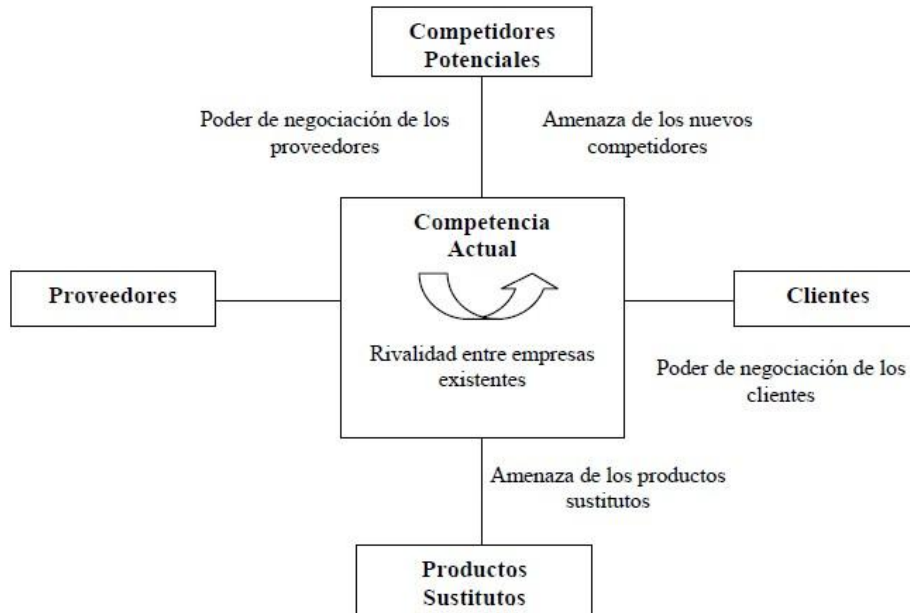 Competidores
Potenciales
Poder de negociación de los
proveedores
Amenaza de los nuevos
competidores
Competencia
Actual
Proveedores
Clientes
Rivalidad entre empresas
existentes
Poder de negociación de los
clientes
Amenaza de los productos
sustitutos
Productos
Sustitutos